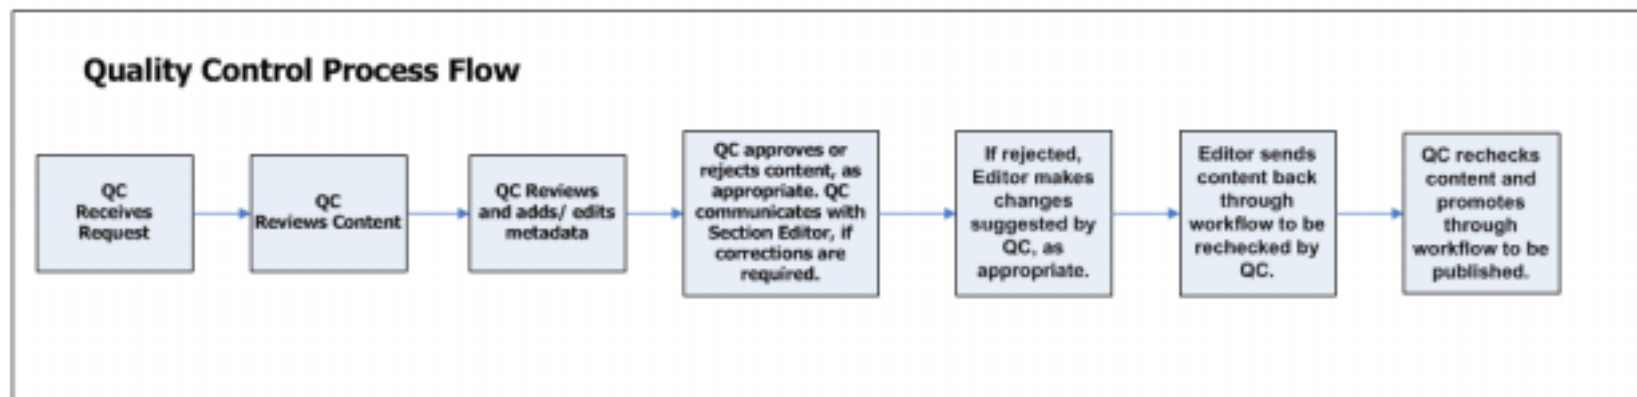 Quality Control Process Flow
QC
Receives
Request
QC
Reviews Content
QC Reviews
and adds/ edits
metadata
QC approves or
rejects content, as
appropriate. QC
communicates with
Section Editor, if
corrections are
required.
If rejected,
Editor makes
changes
suggested by
QC, as
appropriate.
Editor sends
content back
through
workflow to be
rechecked by
QC.
QC rechecks
content and
promotes
through
workflow to be
published.